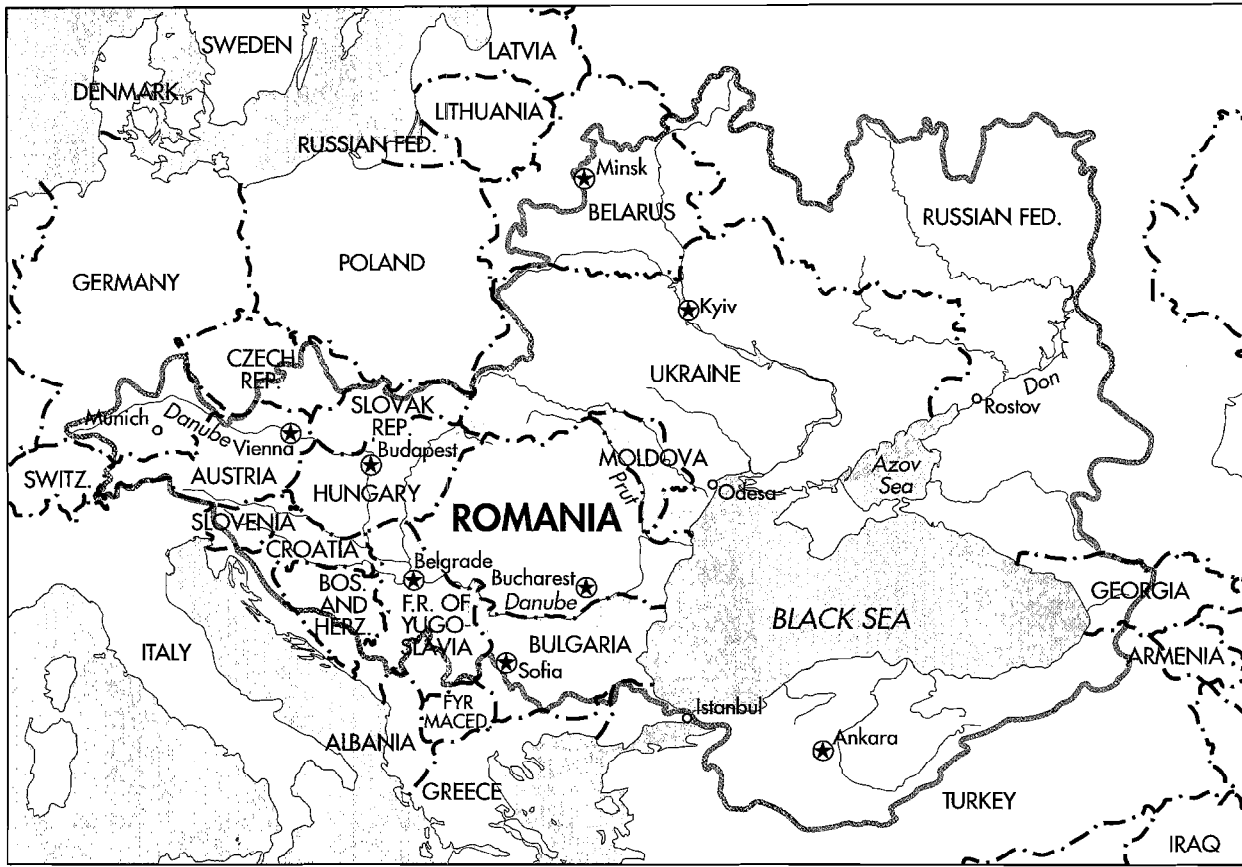 SWEDEN
LATVIA
DENMARK
LITHUANIA
RUSSIAN FED.
Minsk
BELARUS
RUSSIAN FED.
POLAND
GERMANY
Kyiv
CZECH
REP.
UKRAINE
Don
Rostov
SLOVAK
REP.
Munich
Danube
Vienna
Budapest
MOLDOVA
Azov
Sea
SWITZ.
AUSTRIA
HUNGARY
Prut
Odesa
ROMANIA
SLOVENIA
CROATIA
Belgrade
Bucharest
Danube
BOS.
AND
HERZ.
F.R. OF
YUGO-
SLAVIA
GEORGIA
BLACK SEA
ITALY
BULGARIA
Sofia
ARMENIA
FYR
MACED.
Istanbul
ALBANIA
Ankara
GREECE
TURKEY
IRAQ